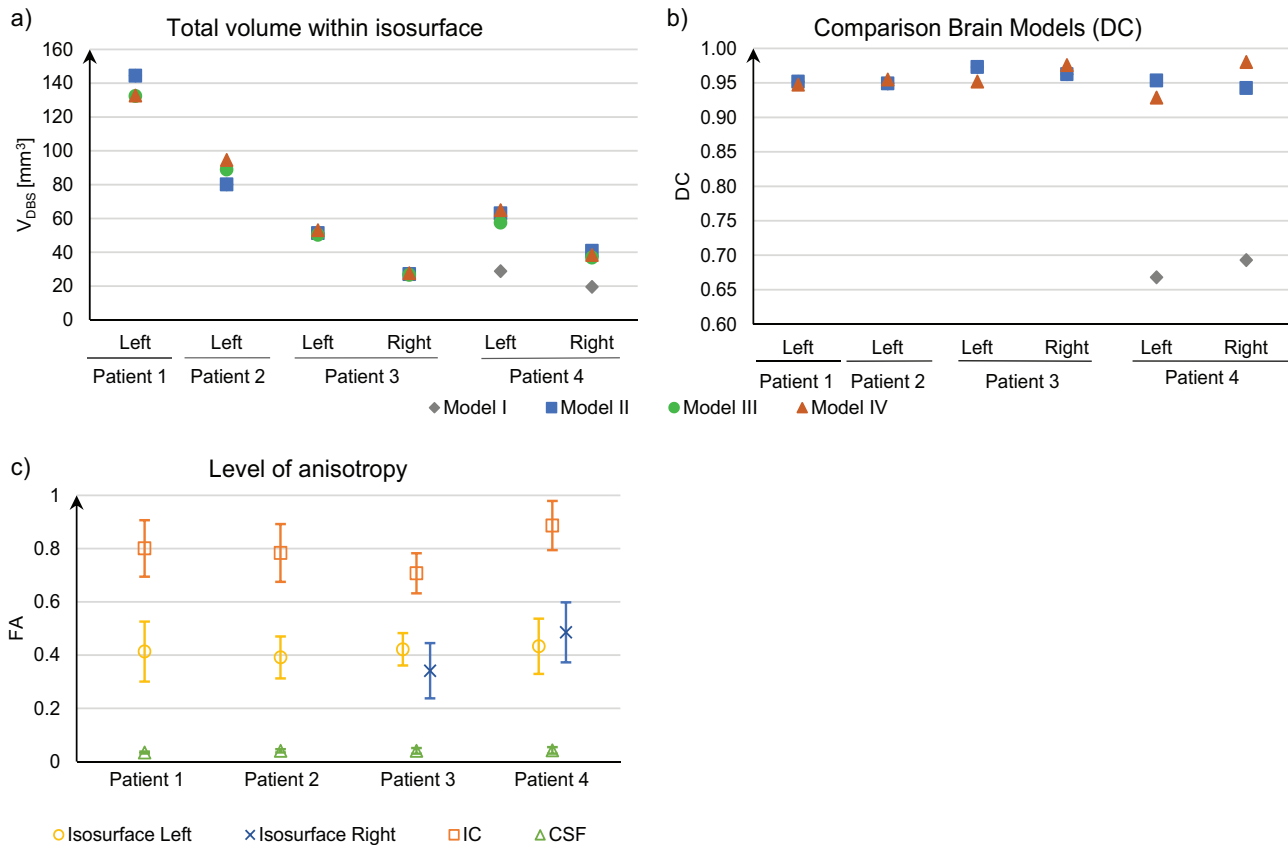 a)
Total volume within isosurface
160
140
120
100
80
60
40
20
0
V_DBS [mm³]
Left
Left
Left
Right
Left
Right
Patient 1
Patient 2
Patient 3
Patient 4
b)
Comparison Brain Models (DC)
1.00
0.95
0.90
0.85
0.80
0.75
0.70
0.65
0.60
DC
Left
Left
Left
Right
Left
Right
Patient 1
Patient 2
Patient 3
Patient 4
Model I Model II Model III Model IV
c)
Level of anisotropy
1
0.8
0.6
0.4
0.2
0
FA
Patient 1 Patient 2 Patient 3 Patient 4
Isosurface Left Isosurface Right IC CSF